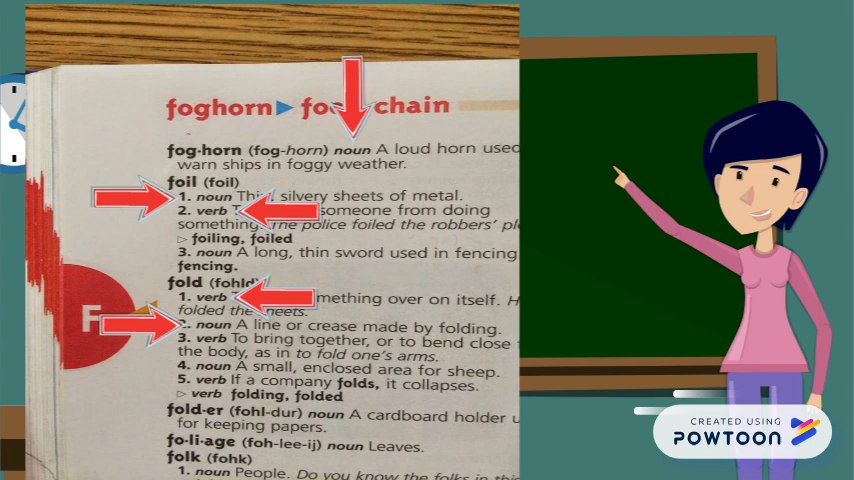 foghorn ▶ fo chain
fog·horn (fog-horn) noun A loud horn used
warn ships in foggy weather.
foil (foil)
1. noun Thin, silvery sheets of metal.
2. verb someone from doing
something. The police foiled the robbers'
▷ foiling, foiled
3. noun A long, thin sword used in fencing
fencing.
fold (fohld)
1. verb something over on itself. H
folded the sheets.
2. noun A line or crease made by folding.
3. verb To bring together, or to bend close
the body, as in to fold one's arms.
4. noun A small, enclosed area for sheep.
5. verb If a company folds, it collapses.
▷ verb folding, folded
fold·er (fohl-dur) noun A cardboard holder u
for keeping papers.
fo·li·age (foh-lee-ij) noun Leaves.
folk (fohk)
1. noun People. Do you know the folks in this
F
CREATED USING
POWTOON